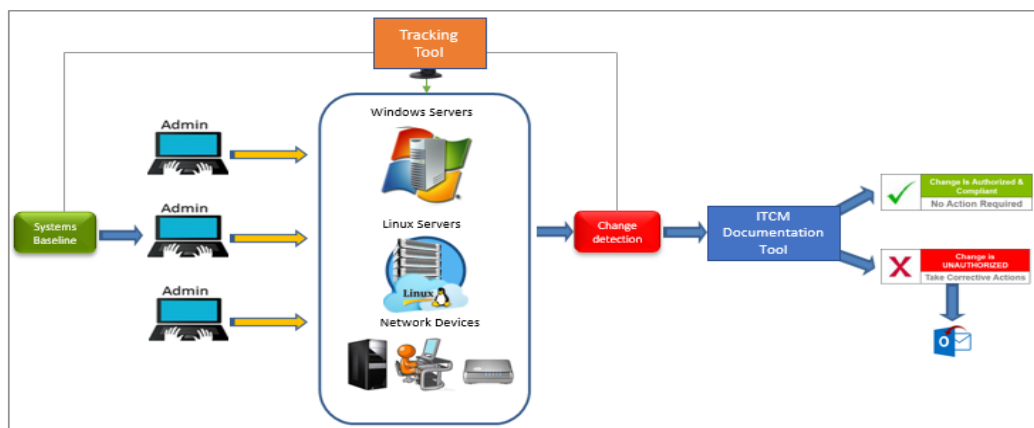 Tracking
Tool
Windows Servers
Admin
Admin
Admin
Systems
Baseline
Linux Servers
Linux
Network Devices
Change
detection
ITCM
Documentation
Tool
Change Is Authorized &
Compliant
No Action Required
Change is
UNAUTHORIZED
Take Corrective Actions
O